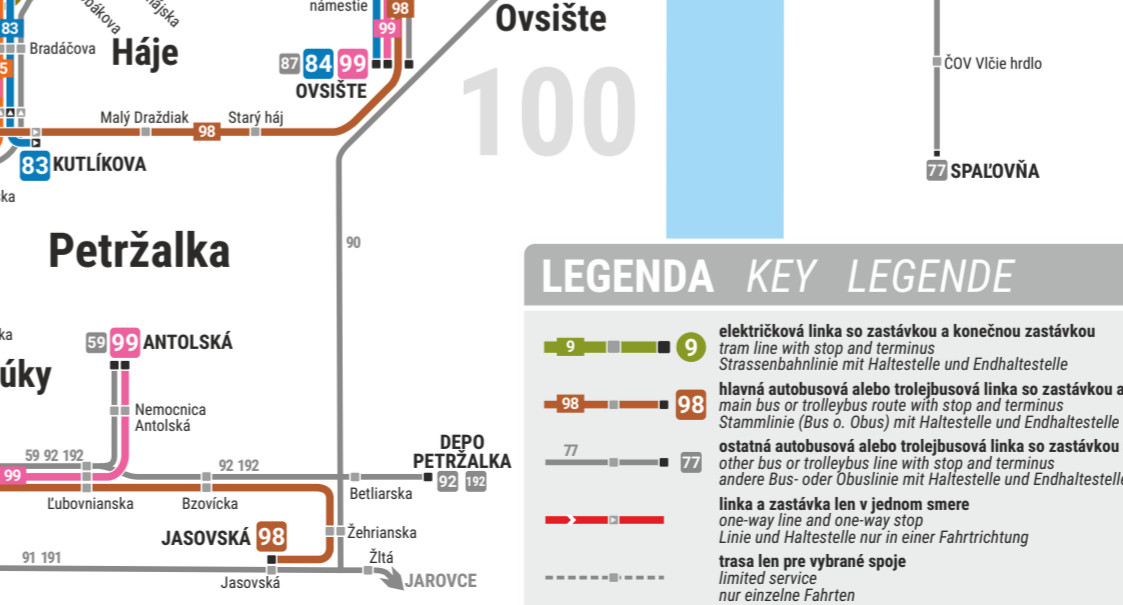 námestie
98
99
83
Bradáčova
Háje
87 84 99
OVSIŠTE
Ovsište
100
ČOV Vlčie hrdlo
Malý Draždiak
98
Starý háj
83 KUTLÍKOVA
77 SPAĽOVŇA
Petržalka
90
LEGENDA KEY LEGENDE
59 99 ANTOLSKÁ
Nemocnica
Antolská
59 92 192
99
92 192
DEPO
PETRŽALKA
92 192
Ľubovnianska
Bzovícka
Betliarska
JASOVSKÁ 98
Žehrianska
91 191
Jasovská
Žltá
JAROVCE
9
9
električková linka so zastávkou a konečnou zastávkou
tram line with stop and terminus
Strassenbahnlinie mit Haltestelle und Endhaltestelle
98
98
hlavná autobusová alebo trolejbusová linka so zastávkou a
main bus or trolleybus route with stop and terminus
Stammlinie (Bus o. Obus) mit Haltestelle und Endhaltestelle
77
77
ostatná autobusová alebo trolejbusová linka so zastávkou
other bus or trolleybus line with stop and terminus
andere Bus- oder Obuslinie mit Haltestelle und Endhaltestelle
linka a zastávka len v jednom smere
one-way line and one-way stop
Linie und Haltestelle nur in einer Fahrtrichtung
trasa len pre vybrané spoje
limited service
nur einzelne Fahrten